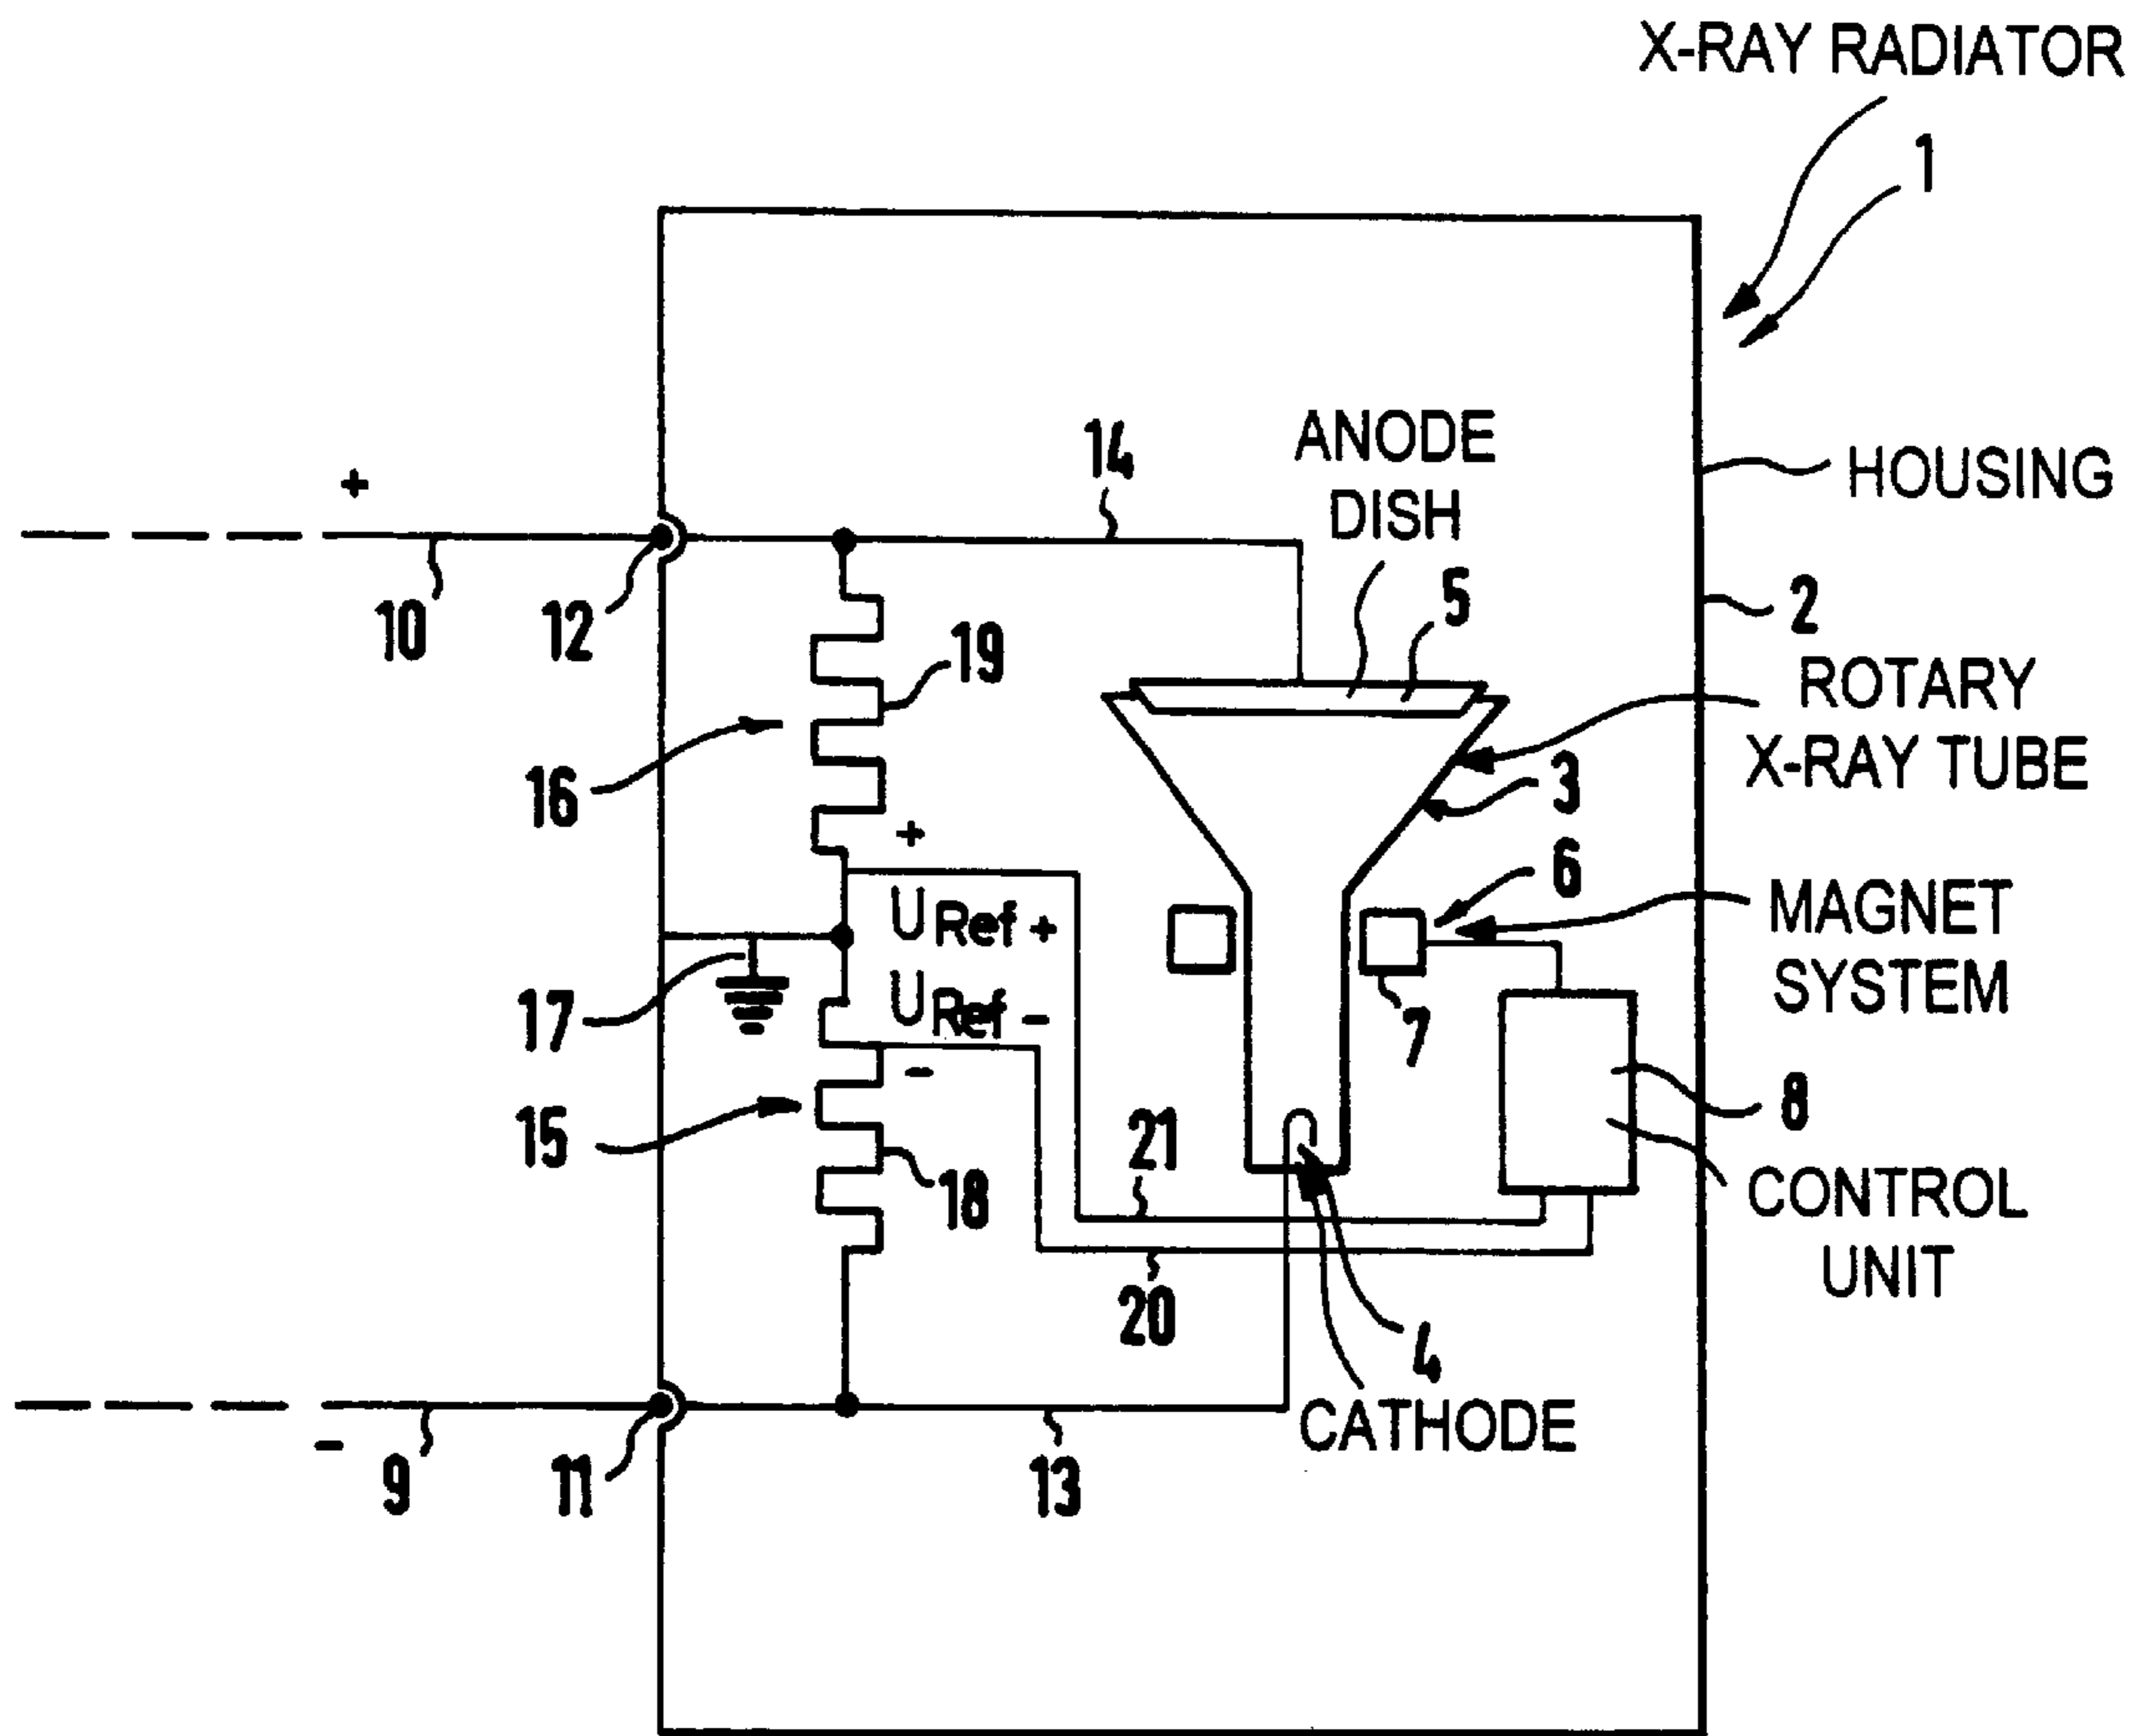 X-RAY RADIATOR
1
14
ANODE
DISH
HOUSING
+
10
12
19
5
2
ROTARY
X-RAY TUBE
16
3
+
6
URef +
MAGNET
SYSTEM
17
URef -
7
-
15
21
8
18
CONTROL
UNIT
20
4
CATHODE
-
9
11
13